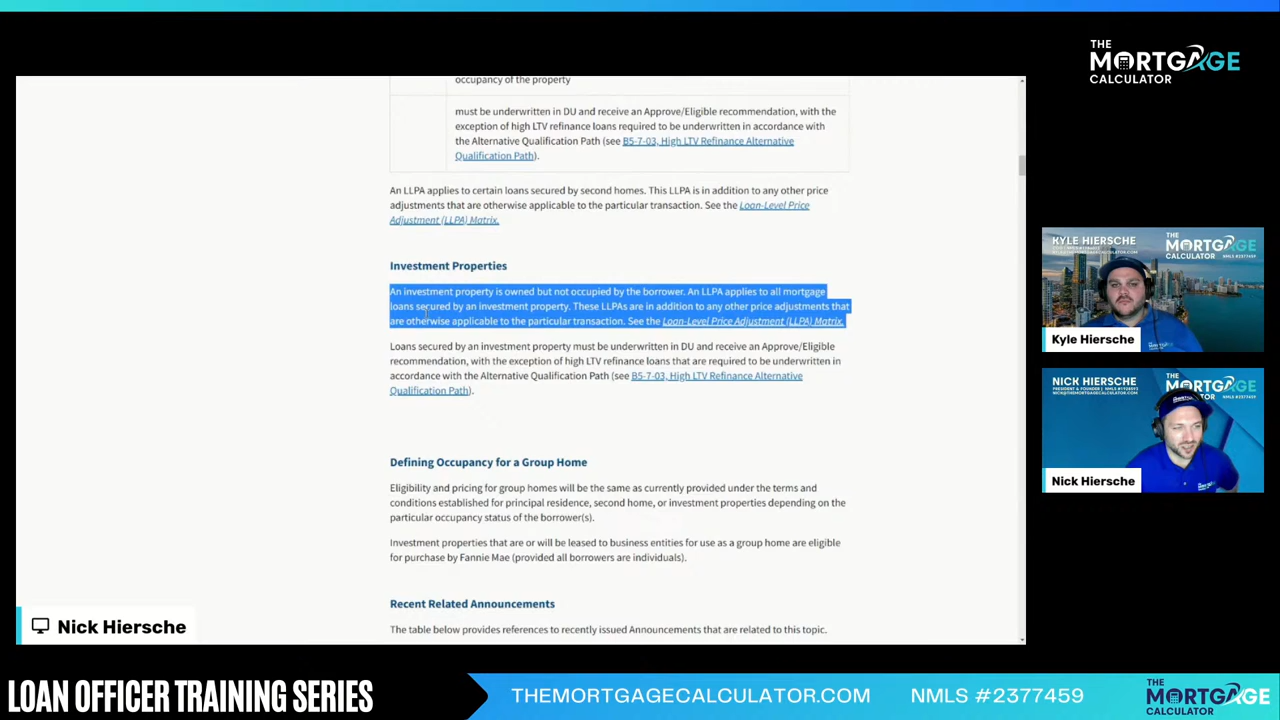 THE
MORTGAGE
CALCULATOR
occupancy of the property
must be underwritten in DU and receive an Approve/Eligible recommendation, with the
exception of high LTV refinance loans required to be underwritten in accordance with
the Alternative Qualification Path (see B5-7-03, High LTV Refinance Alternative
Qualification Path).
An LLPA applies to certain loans secured by second homes. This LLPA is in addition to any other price
adjustments that are otherwise applicable to the particular transaction. See the Loan-Level Price
Adjustment (LLPA) Matrix.
Investment Properties
An investment property is owned but not occupied by the borrower. An LLPA applies to all mortgage
loans secured by an investment property. These LLPAs are in addition to any other price adjustments that
are otherwise applicable to the particular transaction. See the Loan-Level Price Adjustment (LLPA) Matrix.
Loans secured by an investment property must be underwritten in DU and receive an Approve/Eligible
recommendation, with the exception of high LTV refinance loans that are required to be underwritten in
accordance with the Alternative Qualification Path (see B5-7-03, High LTV Refinance Alternative
Qualification Path).
Defining Occupancy for a Group Home
Eligibility and pricing for group homes will be the same as currently provided under the terms and
conditions established for principal residence, second home, or investment properties depending on the
particular occupancy status of the borrower(s).
Investment properties that are or will be leased to business entities for use as a group home are eligible
for purchase by Fannie Mae (provided all borrowers are individuals).
Recent Related Announcements
The table below provides references to recently issued Announcements that are related to this topic.
KYLE HIERSCHE
THE
MORTGAGE
CALCULATOR
NMLS #2377459
Kyle Hiersche
NICK HIERSCHE
PRESIDENT & FOUNDER
NICK@THEMORTGAGECALCULATOR.COM
THE
MORTGAGE
CALCULATOR
NMLS #2377459
Nick Hiersche
Nick Hiersche
LOAN OFFICER TRAINING SERIES
THEMORTGAGECALCULATOR.COM
NMLS #2377459
THE
MORTGAGE
CALCULATOR